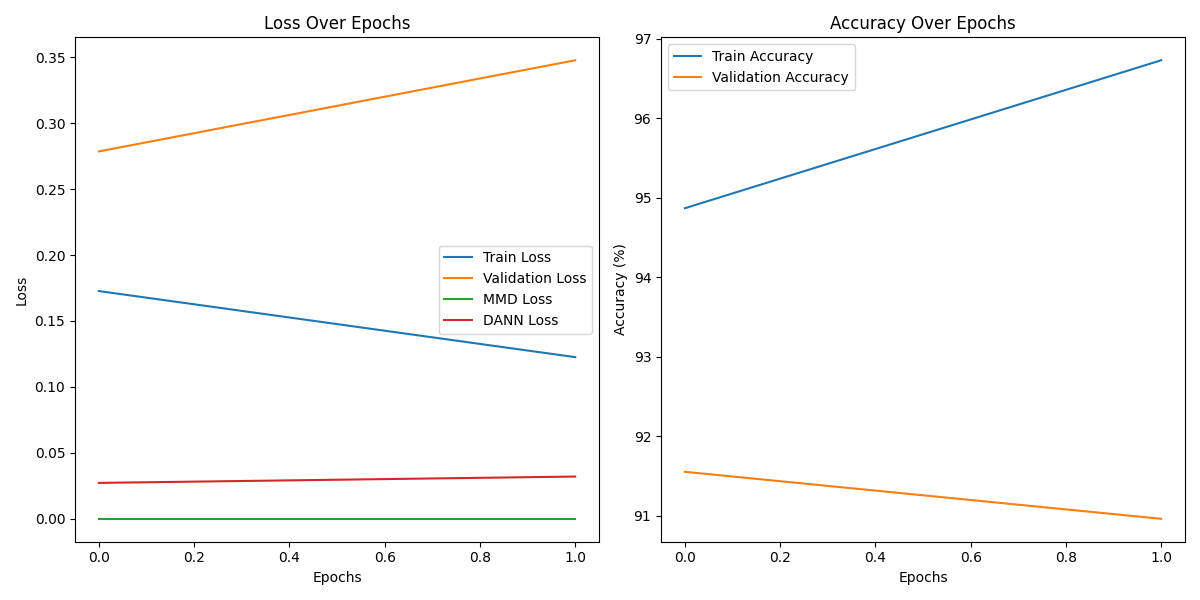 Loss Over Epochs
0.35
0.30
0.25
0.20
0.15
0.10
0.05
0.00
Loss
Train Loss
Validation Loss
MMD Loss
DANN Loss
0.0 0.2 0.4 0.6 0.8 1.0
Epochs
Accuracy Over Epochs
97
96
95
94
93
92
91
Accuracy (%)
Train Accuracy
Validation Accuracy
0.0 0.2 0.4 0.6 0.8 1.0
Epochs